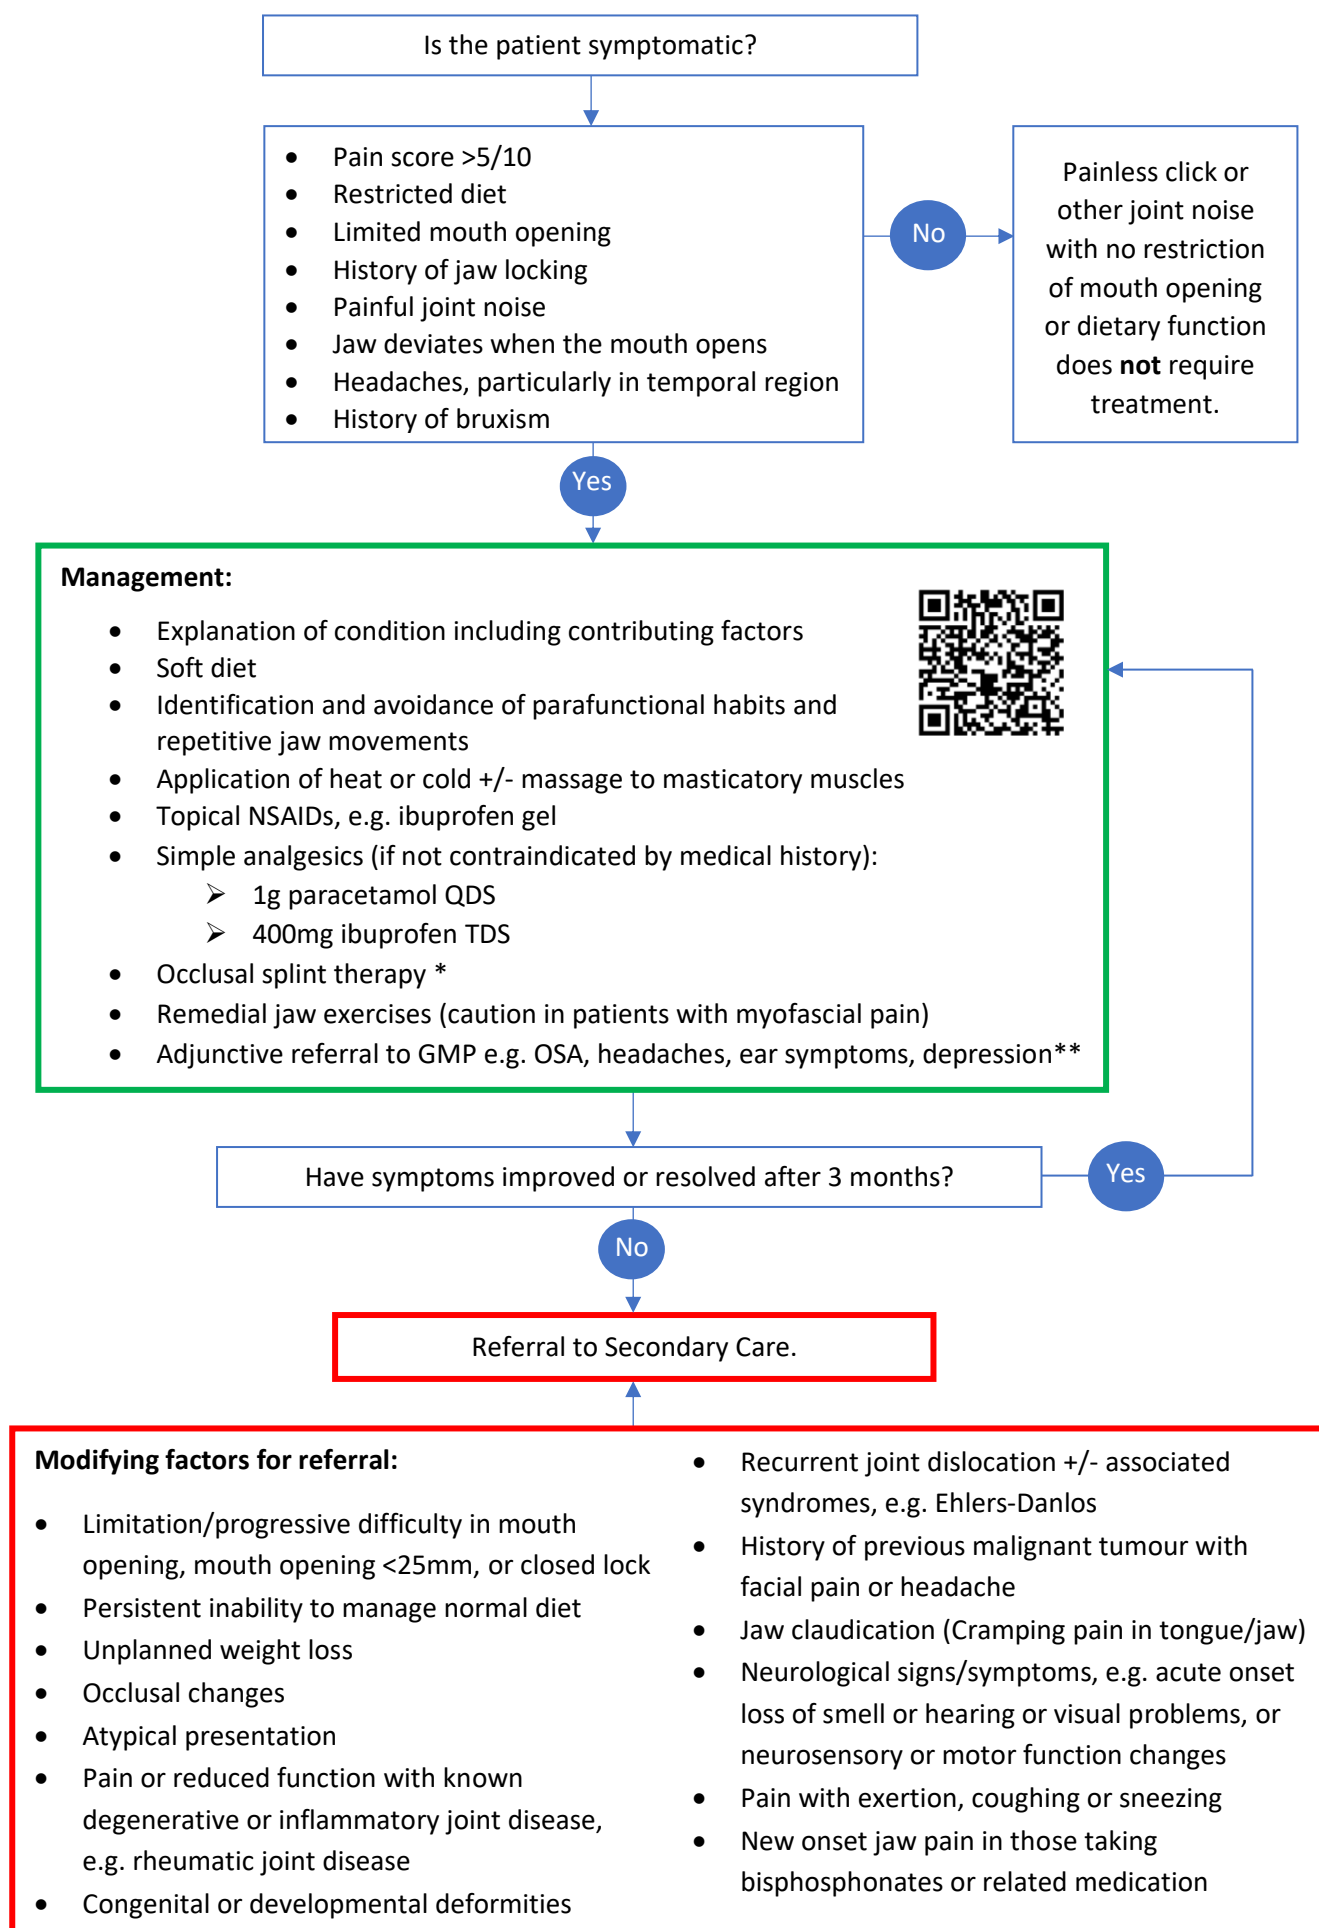 Is the patient symptomatic?
• Pain score >5/10
• Restricted diet
• Limited mouth opening
• History of jaw locking
• Painful joint noise
• Jaw deviates when the mouth opens
• Headaches, particularly in temporal region
• History of bruxism
No
Painless click or
other joint noise
with no restriction
of mouth opening
or dietary function
does not require
treatment.
Yes
Management:
• Explanation of condition including contributing factors
• Soft diet
• Identification and avoidance of parafunctional habits and
repetitive jaw movements
• Application of heat or cold +/- massage to masticatory muscles
• Topical NSAIDs, e.g. ibuprofen gel
• Simple analgesics (if not contraindicated by medical history):
➢ 1g paracetamol QDS
➢ 400mg ibuprofen TDS
• Occlusal splint therapy *
• Remedial jaw exercises (caution in patients with myofascial pain)
• Adjunctive referral to GMP e.g. OSA, headaches, ear symptoms, depression**
Have symptoms improved or resolved after 3 months?
Yes
No
Referral to Secondary Care.
Modifying factors for referral:
• Limitation/progressive difficulty in mouth
opening, mouth opening <25mm, or closed lock
• Persistent inability to manage normal diet
• Unplanned weight loss
• Occlusal changes
• Atypical presentation
• Pain or reduced function with known
degenerative or inflammatory joint disease,
e.g. rheumatic joint disease
• Congenital or developmental deformities
• Recurrent joint dislocation +/- associated
syndromes, e.g. Ehlers-Danlos
• History of previous malignant tumour with
facial pain or headache
• Jaw claudication (Cramping pain in tongue/jaw)
• Neurological signs/symptoms, e.g. acute onset
loss of smell or hearing or visual problems, or
neurosensory or motor function changes
• Pain with exertion, coughing or sneezing
• New onset jaw pain in those taking
bisphosphonates or related medication